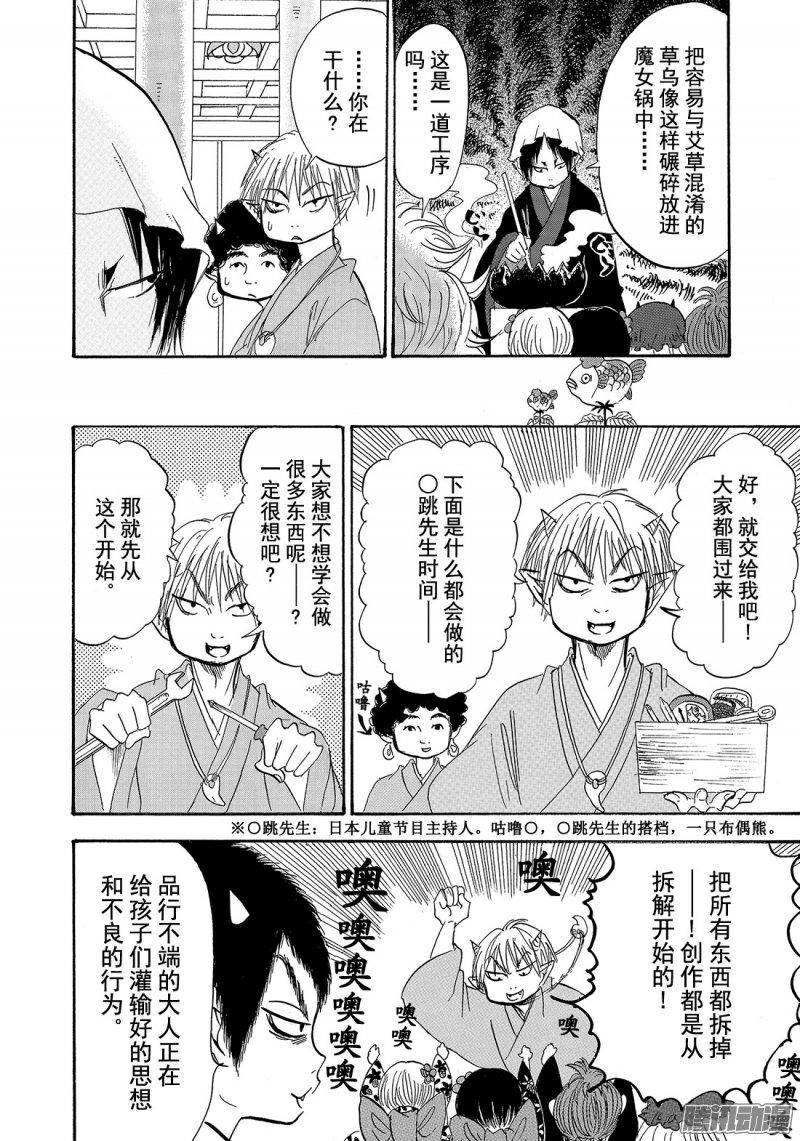 把容易与艾草混淆的
草乌像这样碾碎放进
魔女锅中……
这是一道工序
吗……
……你在
干什么？
好，就交给我吧！
大家都围过来——
下面是什么都会做的
〇跳先生时间——
咕噜
大家想不想学会做
很多东西呢——？
一定很想吧？
那就先从
这个开始。
※〇跳先生：日本儿童节目主持人。咕噜〇，〇跳先生的搭档，一只布偶熊。
把所有东西都拆掉
——！创作都是从
拆解开始的！
噢
噢噢噢噢噢噢
噢噢
噢
噢噢
噢噢
品行不端的大人正在
给孩子们灌输好的思想
和不良的行为。
腾讯动漫